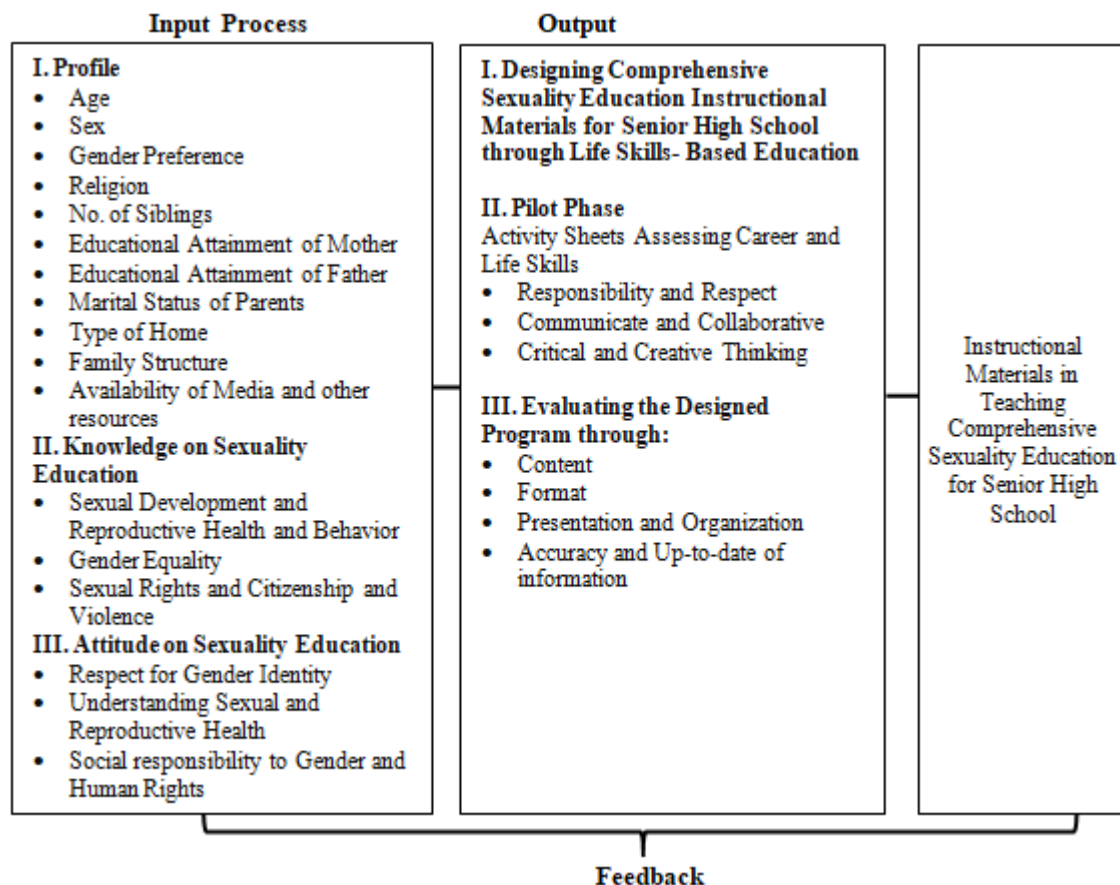 Input Process
Output
I. Profile
• Age
• Sex
• Gender Preference
• Religion
• No. of Siblings
• Educational Attainment of Mother
• Educational Attainment of Father
• Marital Status of Parents
• Type of Home
• Family Structure
• Availability of Media and other
resources
II. Knowledge on Sexuality
Education
• Sexual Development and
Reproductive Health and Behavior
• Gender Equality
• Sexual Rights and Citizenship and
Violence
III. Attitude on Sexuality Education
• Respect for Gender Identity
• Understanding Sexual and
Reproductive Health
• Social responsibility to Gender and
Human Rights
I. Designing Comprehensive
Sexuality Education Instructional
Materials for Senior High School
through Life Skills- Based Education
II. Pilot Phase
Activity Sheets Assessing Career and
Life Skills
• Responsibility and Respect
• Communicate and Collaborative
• Critical and Creative Thinking
III. Evaluating the Designed
Program through:
• Content
• Format
• Presentation and Organization
• Accuracy and Up-to-date of
information
Instructional
Materials in
Teaching
Comprehensive
Sexuality Education
for Senior High
School
Feedback